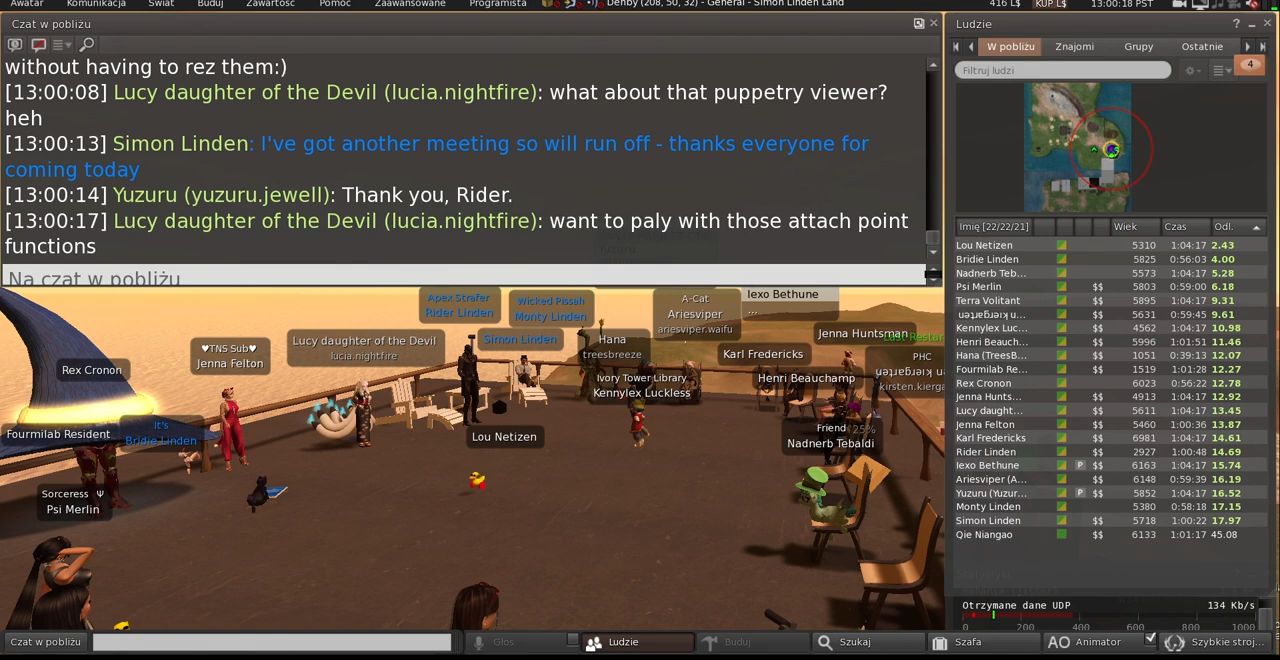 Awatar Komunikacja Świat Buduj Zawartość Pomoc Zaawansowane Programista Denby (208, 50, 32) - General - Simon Linden Land 416 L$ KUP L$ 13:00:18 PST
Czat w pobliżu
without having to rez them:)
[13:00:08] Lucy daughter of the Devil (lucia.nightfire): what about that puppetry viewer?
heh
[13:00:13] Simon Linden: I've got another meeting so will run off - thanks everyone for
coming today
[13:00:14] Yuzuru (yuzuru.jewell): Thank you, Rider.
[13:00:17] Lucy daughter of the Devil (lucia.nightfire): want to paly with those attach point
functions
Na czat w pobliżu
Apex Strafer
Rider Linden
Wicked Pissah
Monty Linden
A-Cat
Ariesviper
ariesviper.waifu
Iexo Bethune
...
Simon Linden
Lucy daughter of the Devil
lucia.nightfire
Hana
treesbreeze
Jenna Huntsman
Last Restar
♥TNS Sub♥
Jenna Felton
Karl Fredericks
PHC
kirsten.kierga
Rex Cronon
Ivory Tower Library
Kennylex Luckless
Henri Beauchamp
Fourmilab Resident
It's
Bridie Linden
Lou Netizen
Friend 25%
Nadnerb Tebaldi
Sorceress Ψ
Psi Merlin
Ludzie
W pobliżu Znajomi Grupy Ostatnie
Filtruj ludzi
4
Imię [22/22/21] Wiek Czas Odl.
Lou Netizen 5310 1:04:17 2.43
Bridie Linden 5825 0:56:03 4.00
Nadnerb Teb... 5573 1:04:17 5.28
Psi Merlin $$ 5803 0:59:00 6.18
Terra Volitant $$ 5895 1:04:17 9.31
$$ 5631 0:59:45 9.61
Kennylex Luc... $$ 4562 1:04:17 10.98
Henri Beauch... $$ 5996 1:01:51 11.46
Hana (TreesB... $$ 1051 0:39:13 12.07
Fourmilab Re... $$ 1519 1:01:28 12.27
Rex Cronon 6023 0:56:22 12.78
Jenna Hunts... $$ 4913 1:04:17 12.92
Lucy daught... $$ 5611 1:04:17 13.45
Jenna Felton $$ 5460 1:00:36 13.87
Karl Fredericks $$ 6981 1:04:17 14.61
Rider Linden $$ 2927 1:00:48 14.69
Iexo Bethune P $$ 6163 1:04:17 15.74
Ariesviper (A... $$ 6148 0:59:39 16.19
Yuzuru (Yuzur... P $$ 5852 1:04:17 16.52
Monty Linden 5380 0:58:18 17.15
Simon Linden $$ 5718 1:00:22 17.97
Qie Niangao $$ 6133 1:01:17 45.08
Otrzymane dane UDP 134 Kb/s
0 200 400 600 800 1000
Czat w pobliżu Głos Ludzie Buduj Szukaj Szafa AO Animator Szybkie stroj...